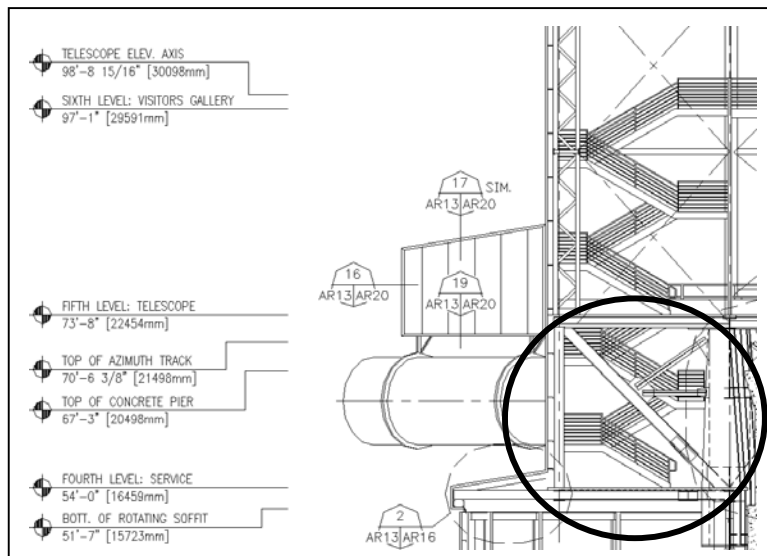 TELESCOPE ELEV. AXIS
98'-8 15/16" [30098mm]
SIXTH LEVEL: VISITORS GALLERY
97'-1" [29591mm]
17 SIM.
AR13 AR20
16
AR13 AR20
19
AR13 AR20
FIFTH LEVEL: TELESCOPE
73'-8" [22454mm]
TOP OF AZIMUTH TRACK
70'-6 3/8" [21498mm]
TOP OF CONCRETE PIER
67'-3" [20498mm]
FOURTH LEVEL: SERVICE
54'-0" [16459mm]
BOTT. OF ROTATING SOFFIT
51'-7" [15723mm]
2
AR13 AR16